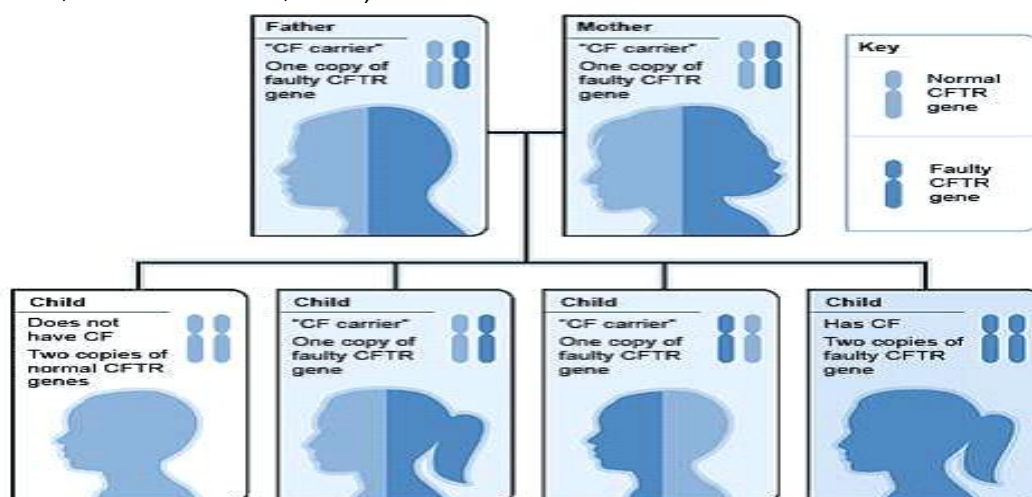 Father
"CF carrier"
One copy of
faulty CFTR
gene
Mother
"CF carrier"
One copy of
faulty CFTR
gene
Key
Normal
CFTR
gene
Faulty
CFTR
gene
Child
Does not
have CF
Two copies of
normal CFTR
genes
Child
"CF carrier"
One copy of
faulty CFTR
gene
Child
"CF carrier"
One copy of
faulty CFTR
gene
Child
Has CF
Two copies of
faulty CFTR
gene